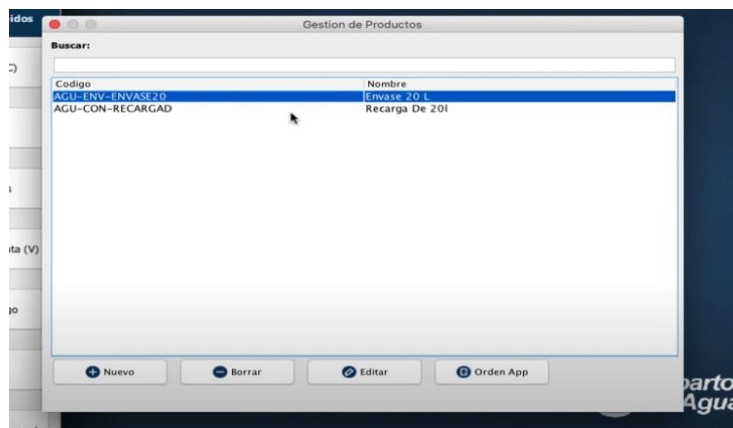 idos
Gestion de Productos
Buscar:
Codigo Nombre
AGU-ENV-ENVASE20 Envase 20 L
AGU-CON-RECARGAD Recarga De 20l
ta (V)
go
Nuevo Borrar Editar Orden App
parto
Agua